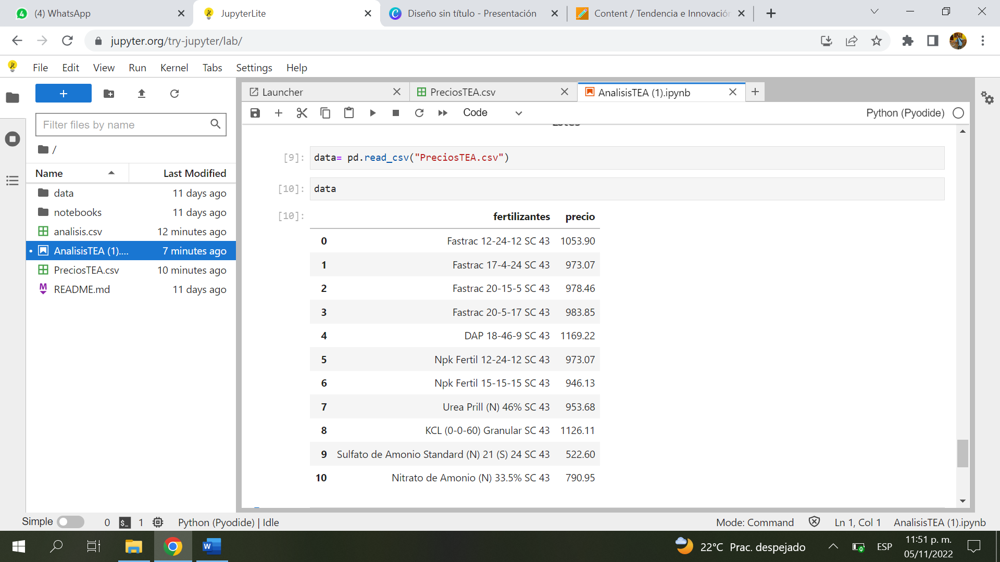 (4) WhatsApp
JupyterLite
Diseño sin título - Presentación
Content / Tendencia e Innovación
jupyter.org/try-jupyter/lab/
File Edit View Run Kernel Tabs Settings Help
Launcher
PreciosTEA.csv
AnalisisTEA (1).ipynb
Code
Python (Pyodide)
Filter files by name
/
Name Last Modified
data 11 days ago
notebooks 11 days ago
analisis.csv 12 minutes ago
AnalisisTEA (1).... 7 minutes ago
PreciosTEA.csv 10 minutes ago
README.md 11 days ago
[9]: data= pd.read_csv("PreciosTEA.csv")
[10]: data
[10]: fertilizantes precio
0 Fastrac 12-24-12 SC 43 1053.90
1 Fastrac 17-4-24 SC 43 973.07
2 Fastrac 20-15-5 SC 43 978.46
3 Fastrac 20-5-17 SC 43 983.85
4 DAP 18-46-9 SC 43 1169.22
5 Npk Fertil 12-24-12 SC 43 973.07
6 Npk Fertil 15-15-15 SC 43 946.13
7 Urea Prill (N) 46% SC 43 953.68
8 KCL (0-0-60) Granular SC 43 1126.11
9 Sulfato de Amonio Standard (N) 21 (S) 24 SC 43 522.60
10 Nitrato de Amonio (N) 33.5% SC 43 790.95
Simple 0 $_ 1 Python (Pyodide) | Idle
Mode: Command Ln 1, Col 1 AnalisisTEA (1).ipynb
22°C Prac. despejado
ESP
11:51 p. m.
05/11/2022